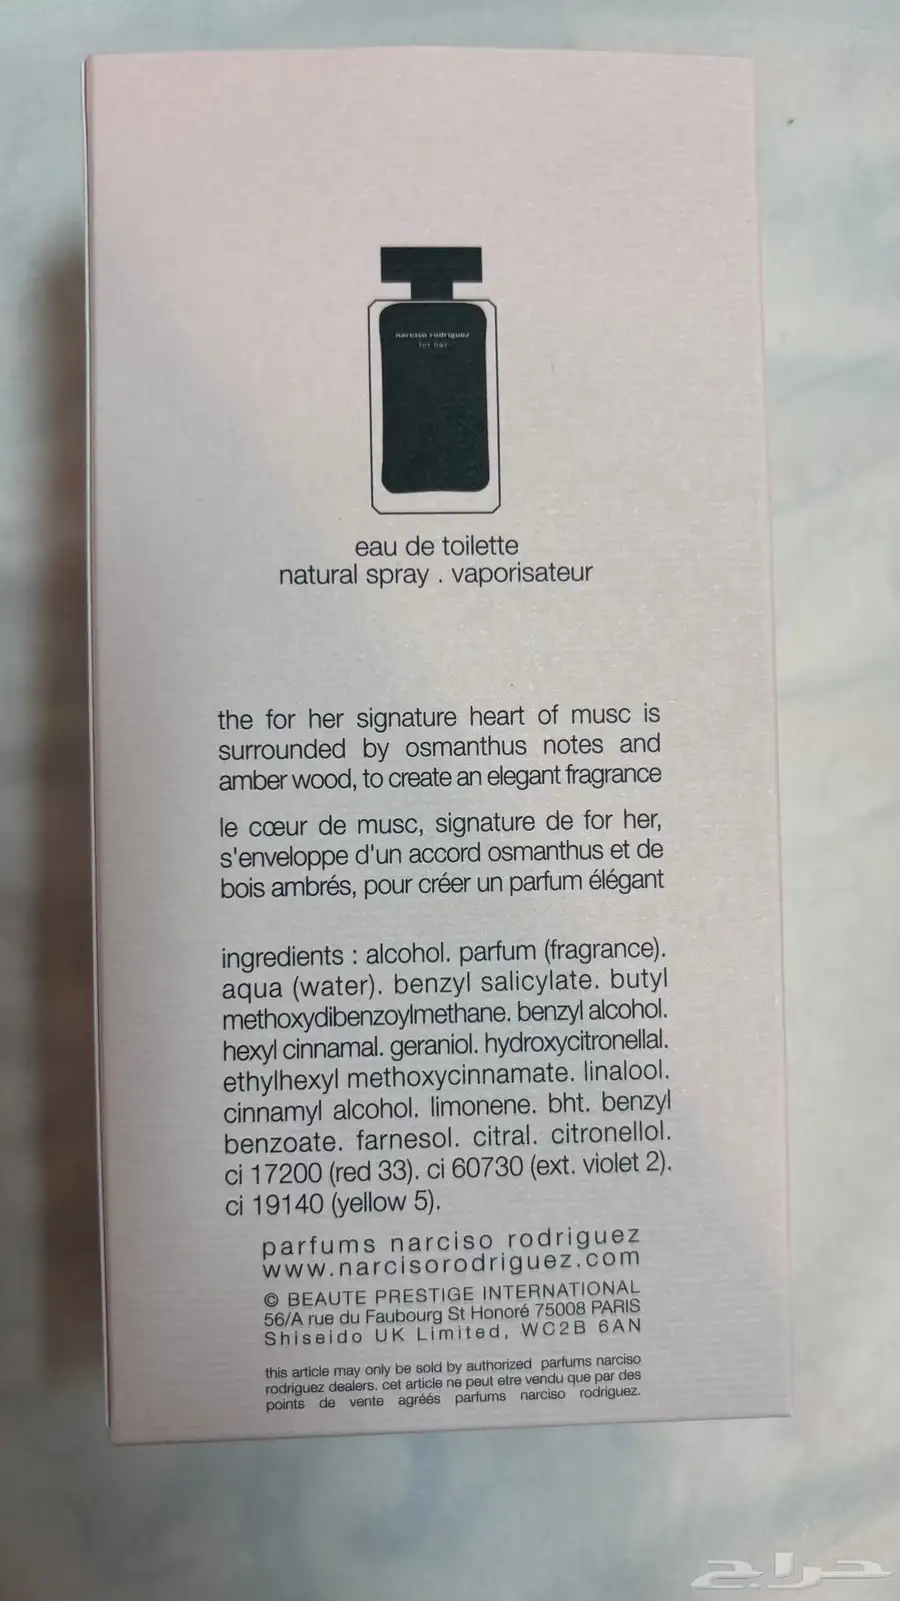 narciso rodriguez
for her
eau de toilette
natural spray . vaporisateur
the for her signature heart of musc is
surrounded by osmanthus notes and
amber wood, to create an elegant fragrance
le cœur de musc, signature de for her,
s'enveloppe d'un accord osmanthus et de
bois ambrés, pour créer un parfum élégant
ingredients : alcohol. parfum (fragrance).
aqua (water). benzyl salicylate. butyl
methoxydibenzoylmethane. benzyl alcohol.
hexyl cinnamal. geraniol. hydroxycitronellal.
ethylhexyl methoxycinnamate. linalool.
cinnamyl alcohol. limonene. bht. benzyl
benzoate. farnesol. citral. citronellol.
ci 17200 (red 33). ci 60730 (ext. violet 2).
ci 19140 (yellow 5).
parfums narciso rodriguez
www.narcisorodriguez.com
© BEAUTE PRESTIGE INTERNATIONAL
56/A rue du Faubourg St Honoré 75008 PARIS
Shiseido UK Limited, WC2B 6AN
this article may only be sold by authorized parfums narciso
rodriguez dealers. cet article ne peut etre vendu que par des
points de vente agréés parfums narciso rodriguez.
حراج